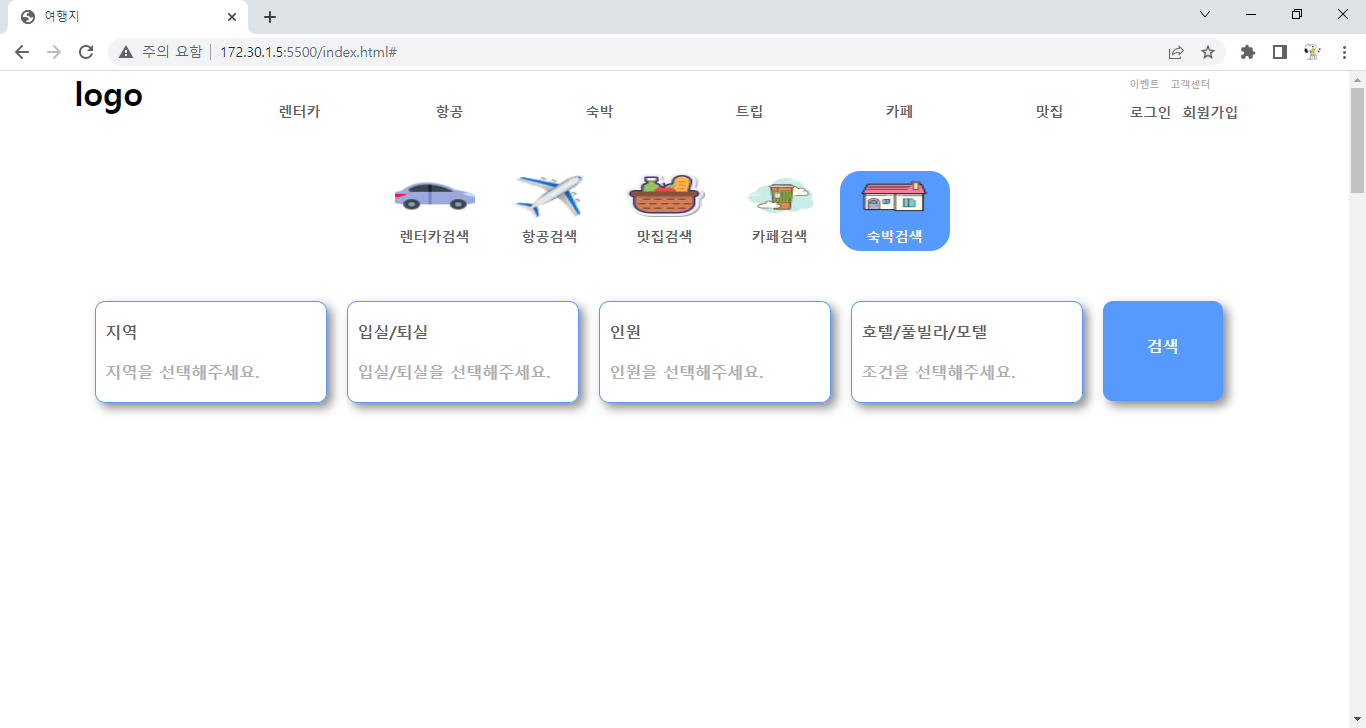 여행지
주의 요함 172.30.1.5:5500/index.html#
이벤트 고객센터
logo
렌터카 항공 숙박 트립 카페 맛집 로그인 회원가입
렌터카검색 항공검색 맛집검색 카페검색 숙박검색
지역 입실/퇴실 인원 호텔/풀빌라/모텔 검색
지역을 선택해주세요. 입실/퇴실을 선택해주세요. 인원을 선택해주세요. 조건을 선택해주세요.